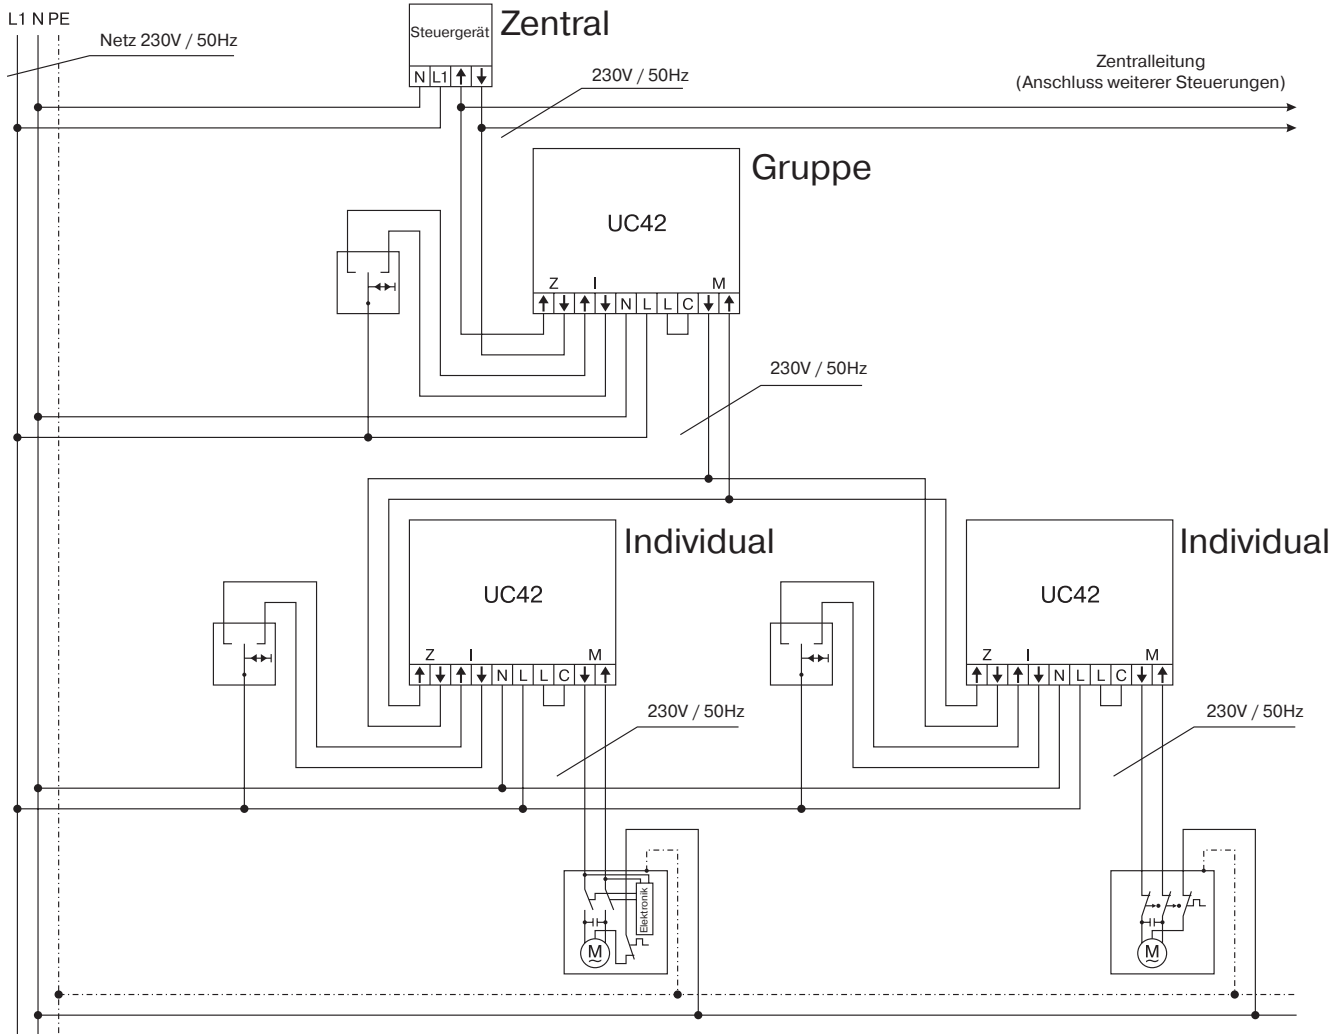 L1 N PE
Netz 230V / 50Hz
Steuergerät
Zentral
N L1
230V / 50Hz
Zentralleitung
(Anschluss weiterer Steuerungen)
Gruppe
UC42
Z I M
N L L C
230V / 50Hz
Individual
UC42
Z I M
N L L C
230V / 50Hz
Individual
UC42
Z I M
N L L C
230V / 50Hz
Elektronik
M
M